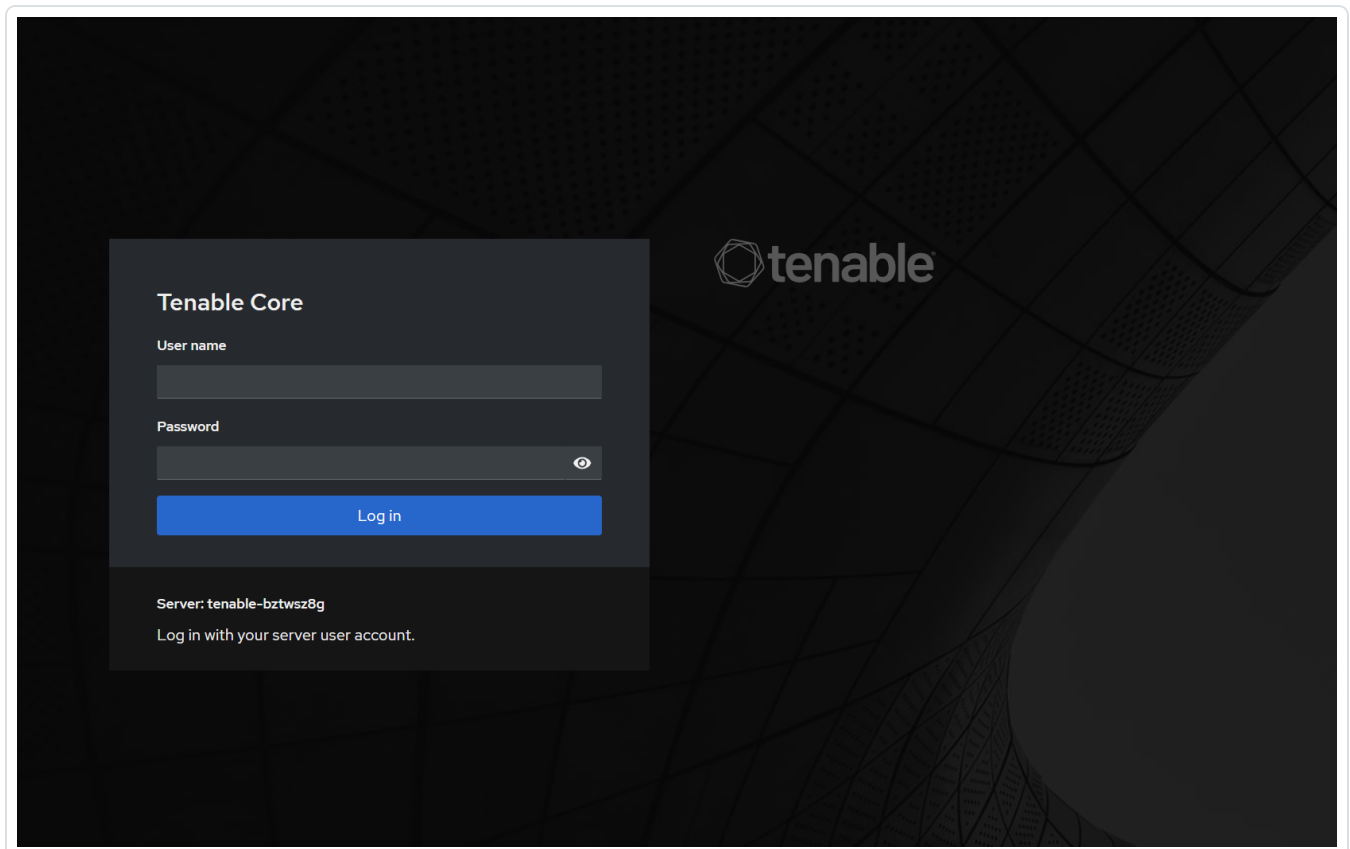 tenable
Tenable Core
User name
Password
Log in
Server: tenable-bztwsz8g
Log in with your server user account.